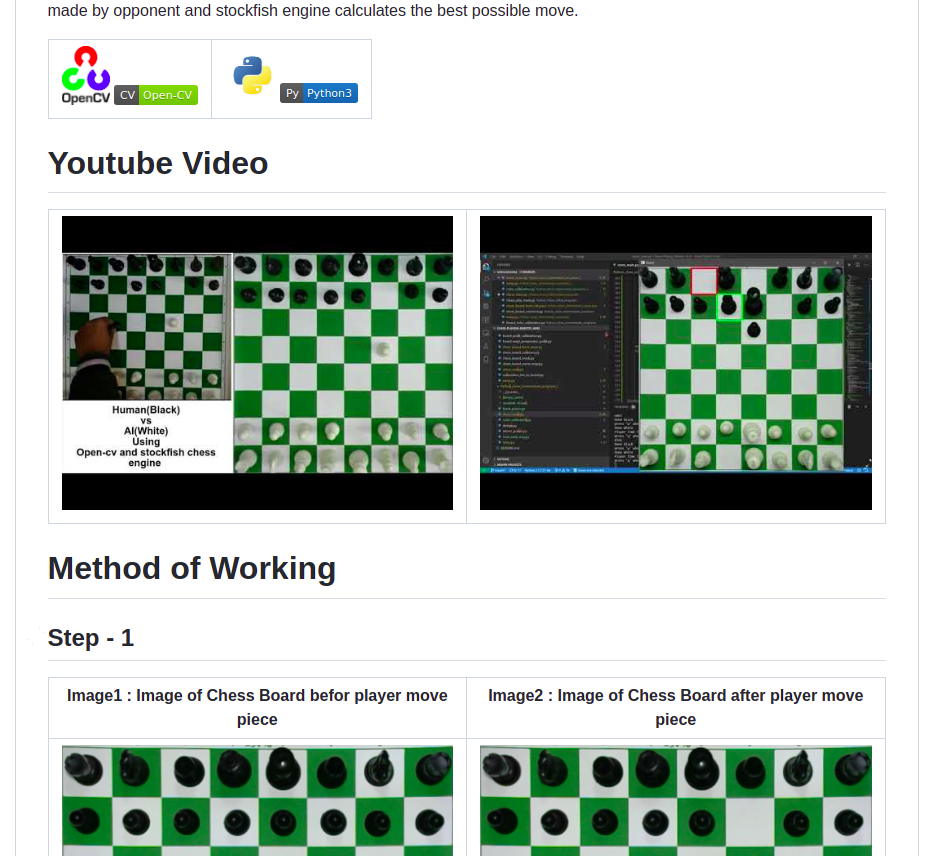 made by opponent and stockfish engine calculates the best possible move.
OpenCV
CV Open-CV
Py Python3
Youtube Video
Human(Black)
vs
AI(White)
Using
Open-cv and stockfish chess
engine
Method of Working
Step - 1
Image1 : Image of Chess Board befor player move
piece
Image2 : Image of Chess Board after player move
piece